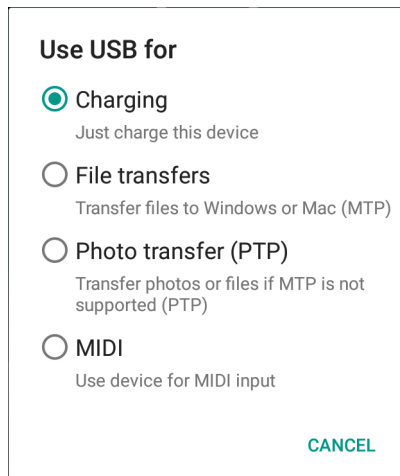 Use USB for
Charging
Just charge this device
File transfers
Transfer files to Windows or Mac (MTP)
Photo transfer (PTP)
Transfer photos or files if MTP is not
supported (PTP)
MIDI
Use device for MIDI input
CANCEL